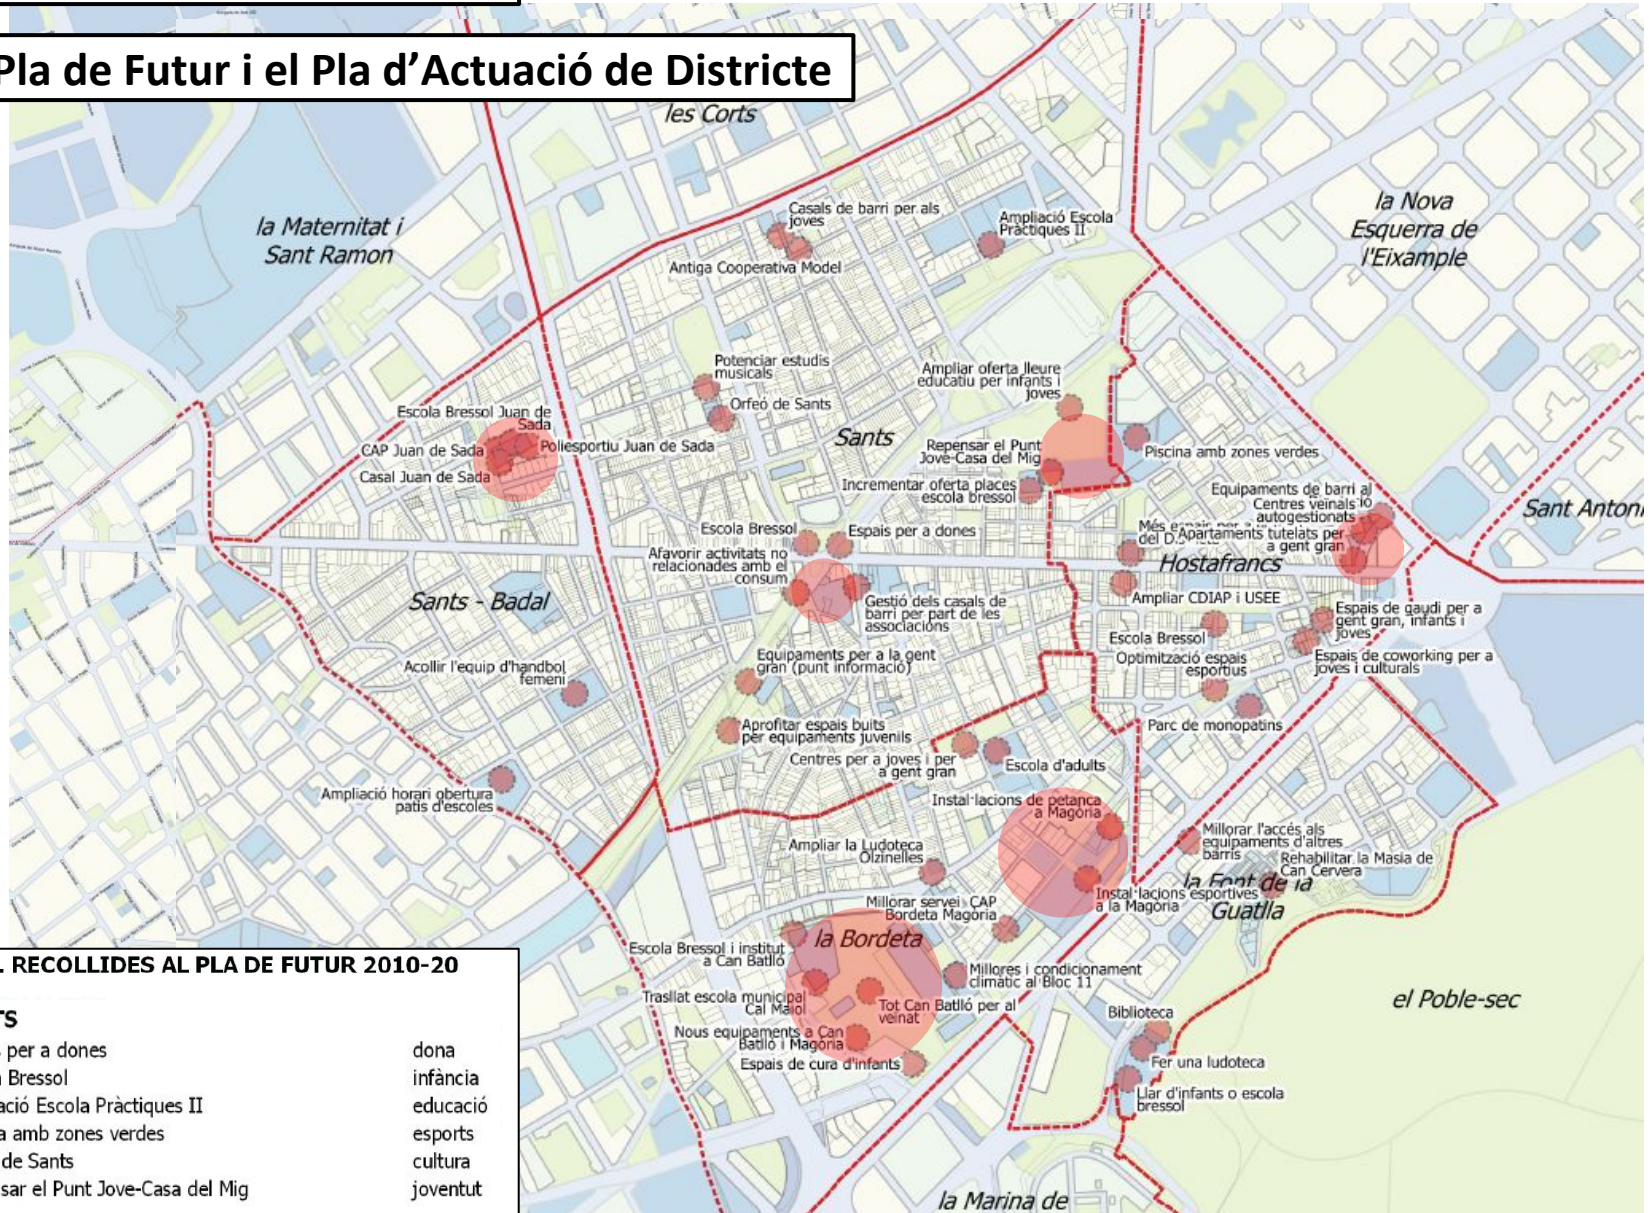 Pla de Futur i el Pla d'Actuació de Districte
les Corts
la Maternitat i
Sant Ramon
la Nova
Esquerra de
l'Eixample
Casals de barri per als
joves
Antiga Cooperativa Model
Ampliació Escola
Pràctiques II
Potenciar estudis
musicals
Orfeó de Sants
Ampliar oferta lleure
educatiu per infants i
joves
Escola Bressol Juan de
Sada
CAP Juan de Sada
Poliesportiu Juan de Sada
Casal Juan de Sada
Sants
Repensar el Punt
Jove-Casa del Mig
Incrementar oferta places
escola bressol
Piscina amb zones verdes
Equipaments de barri al
Centres veïnals
autogestionats
Apartaments tutelats per
a gent gran
Sant Antoni
Més espais per a
Hostafrancs
Ampliar CDIAP i USEE
Escola Bressol
Espais per a dones
Afavorir activitats no
relacionades amb el
consum
Gestió dels casals de
barri per part de les
associacions
Sants - Badal
Escola Bressol
Espais de gaudi per a
gent gran, infants i
joves
Espais de coworking per a
joves i culturals
Optimització espais
esportius
Parc de monopatins
Acollir l'equip d'handbol
femení
Equipaments per a la gent
gran (punt informació)
Aprofitar espais buits
per equipaments juvenils
Centres per a joves i per
a gent gran
Escola d'adults
Ampliació horari obertura
patis d'escoles
Instal·lacions de petanca
a Magòria
Ampliar la Ludoteca
Olzinelles
Millorar l'accés als
equipaments d'altres
barris
Rehabilitar la Masia de
Can Cervera
la Font de la
Guatlla
Instal·lacions esportives
a la Magòria
Millorar servei CAP
Bordeta Magòria
la Bordeta
Escola Bressol i institut
a Can Batlló
Millores i condicionament
climàtic al Bloc 11
Trasllat escola municipal
Cal Maiol
Tot Can Batlló per al
veïnat
Nous equipaments a Can
Batlló i Magòria
Espais de cura d'infants
el Poble-sec
Biblioteca
Fer una ludoteca
Llar d'infants o escola
bressol
la Marina de
. RECOLLIDES AL PLA DE FUTUR 2010-20
TS
per a dones dona
Bressol infància
ació Escola Pràctiques II educació
a amb zones verdes esports
de Sants cultura
sar el Punt Jove-Casa del Mig joventut